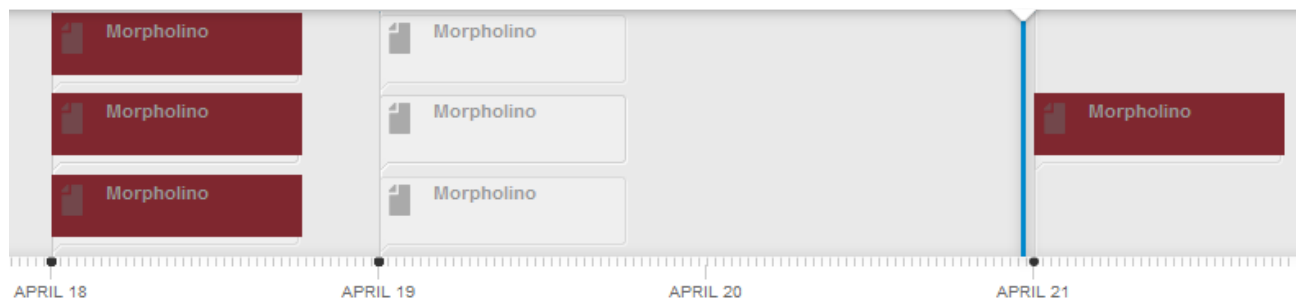 Morpholino
Morpholino
Morpholino
Morpholino
Morpholino
Morpholino
Morpholino
APRIL 18
APRIL 19
APRIL 20
APRIL 21